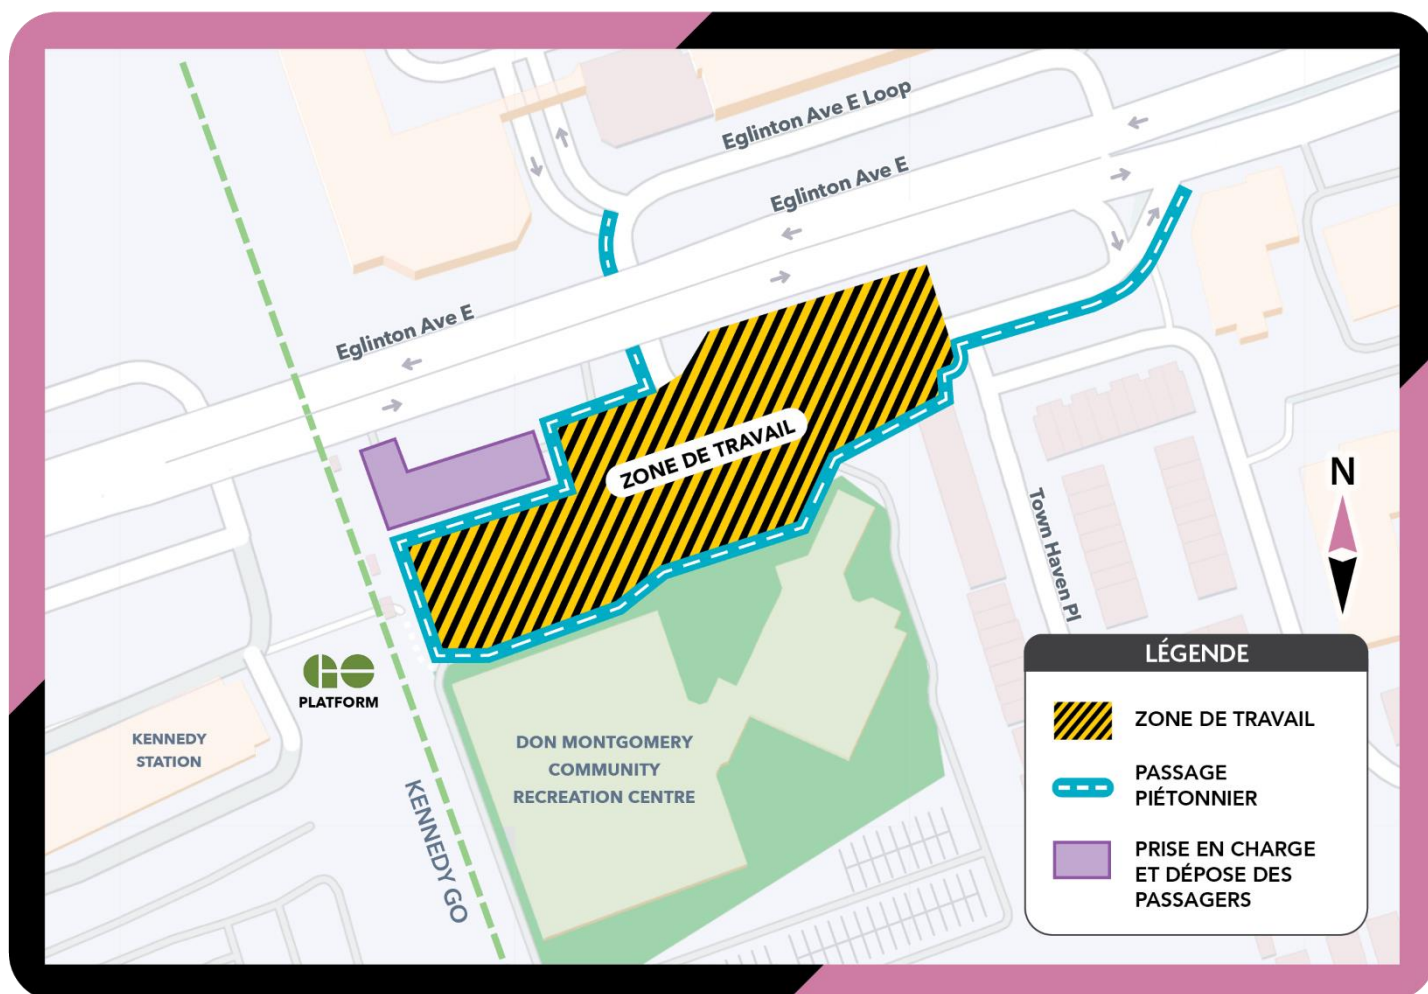 Eglinton Ave E Loop
Eglinton Ave E
Eglinton Ave E
ZONE DE TRAVAIL
Town Haven Pl
N
GO
PLATFORM
KENNEDY
STATION
KENNEDY GO
DON MONTGOMERY
COMMUNITY
RECREATION CENTRE
LÉGENDE
ZONE DE TRAVAIL
PASSAGE
PIÉTONNIER
PRISE EN CHARGE
ET DÉPOSE DES
PASSAGERS